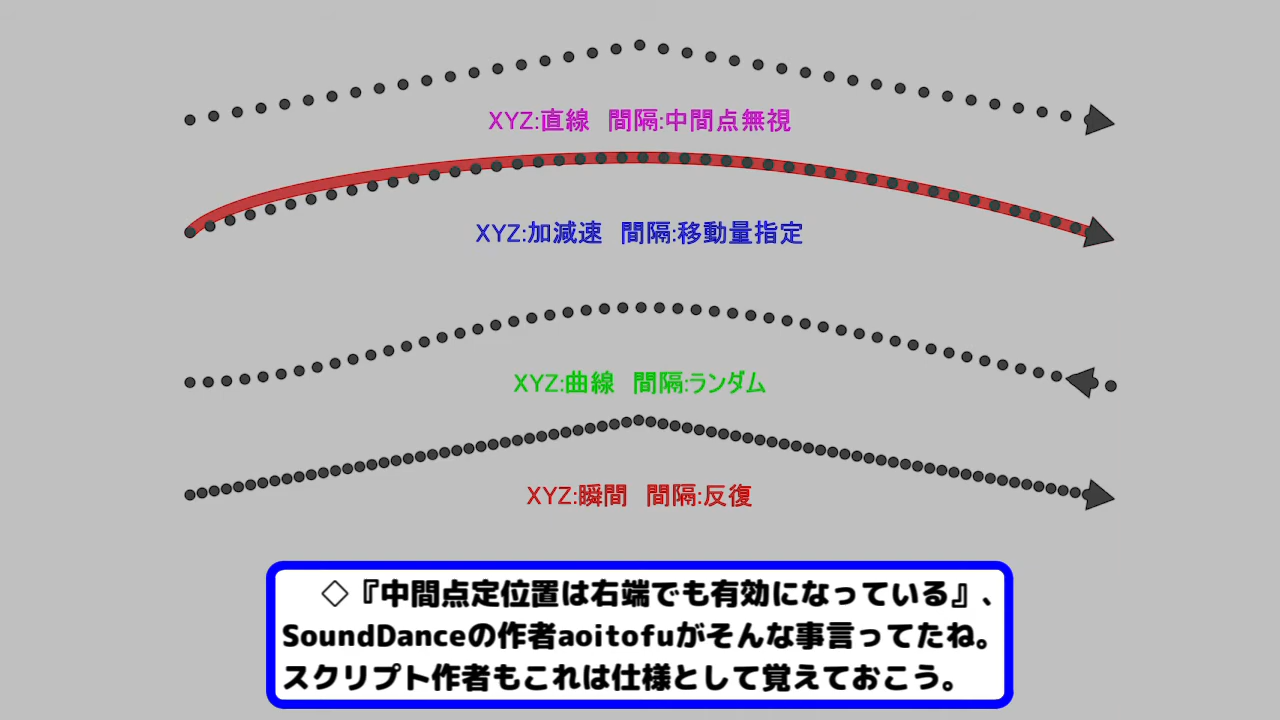 XYZ:直線　間隔:中間点無視
XYZ:加減速　間隔:移動量指定
XYZ:曲線　間隔:ランダム
XYZ:瞬間　間隔:反復
◇『中間点定位置は右端でも有効になっている』、
SoundDanceの作者aoitofuがそんな事言ってたね。
スクリプト作者もこれは仕様として覚えておこう。